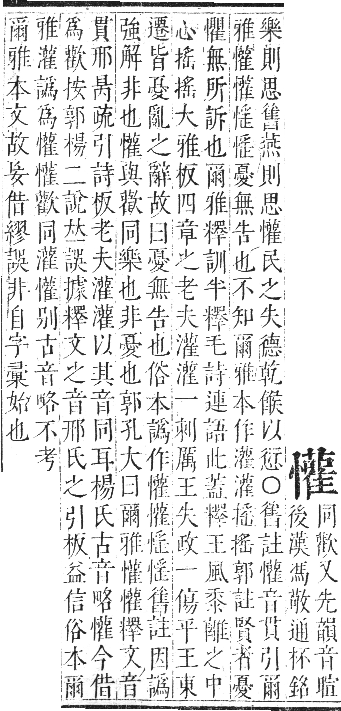 懽
同歡又先韻音暄
後漢馮敬通杯銘
樂則思舊燕則思懽民之失德乾餱以愆○舊註懽音貫引爾
雅懽懽愮愮憂無告也不知爾雅本作灌灌搖搖郭註賢者憂
懼無所訴也爾雅釋訓半釋毛詩連語此蓋釋王風黍離之中
心搖搖大雅板四章之老夫灌灌一刺厲王失政一傷平王東
遷皆憂亂之辭故曰憂無告也俗本譌作懽懽愮愮舊註因譌
強解非也懽與歡同樂也非憂也郭孔大曰爾雅懽懽釋文音
貫邢昺疏引詩板老夫灌灌以其音同耳楊氏古音略懽今借
為歡按郭楊二說𠀤誤據釋文之音邢氏之引板益信俗本爾
雅灌譌為懽懽歡同灌懽別古音略不考
爾雅本文故妄借繆誤非自字彙始也